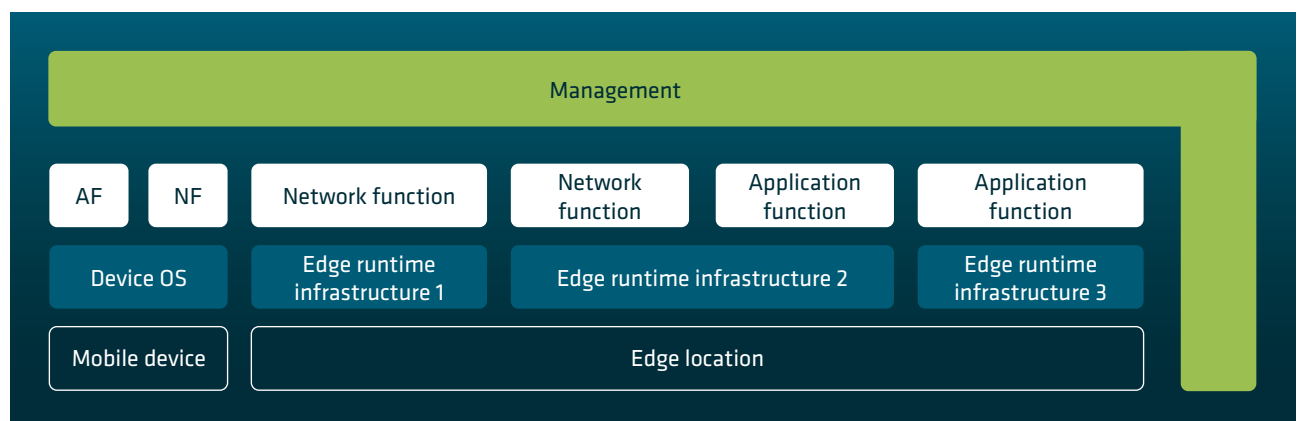 Management
AF
NF
Network function
Network
function
Application
function
Application
function
Device OS
Edge runtime
infrastructure 1
Edge runtime infrastructure 2
Edge runtime
infrastructure 3
Mobile device
Edge location